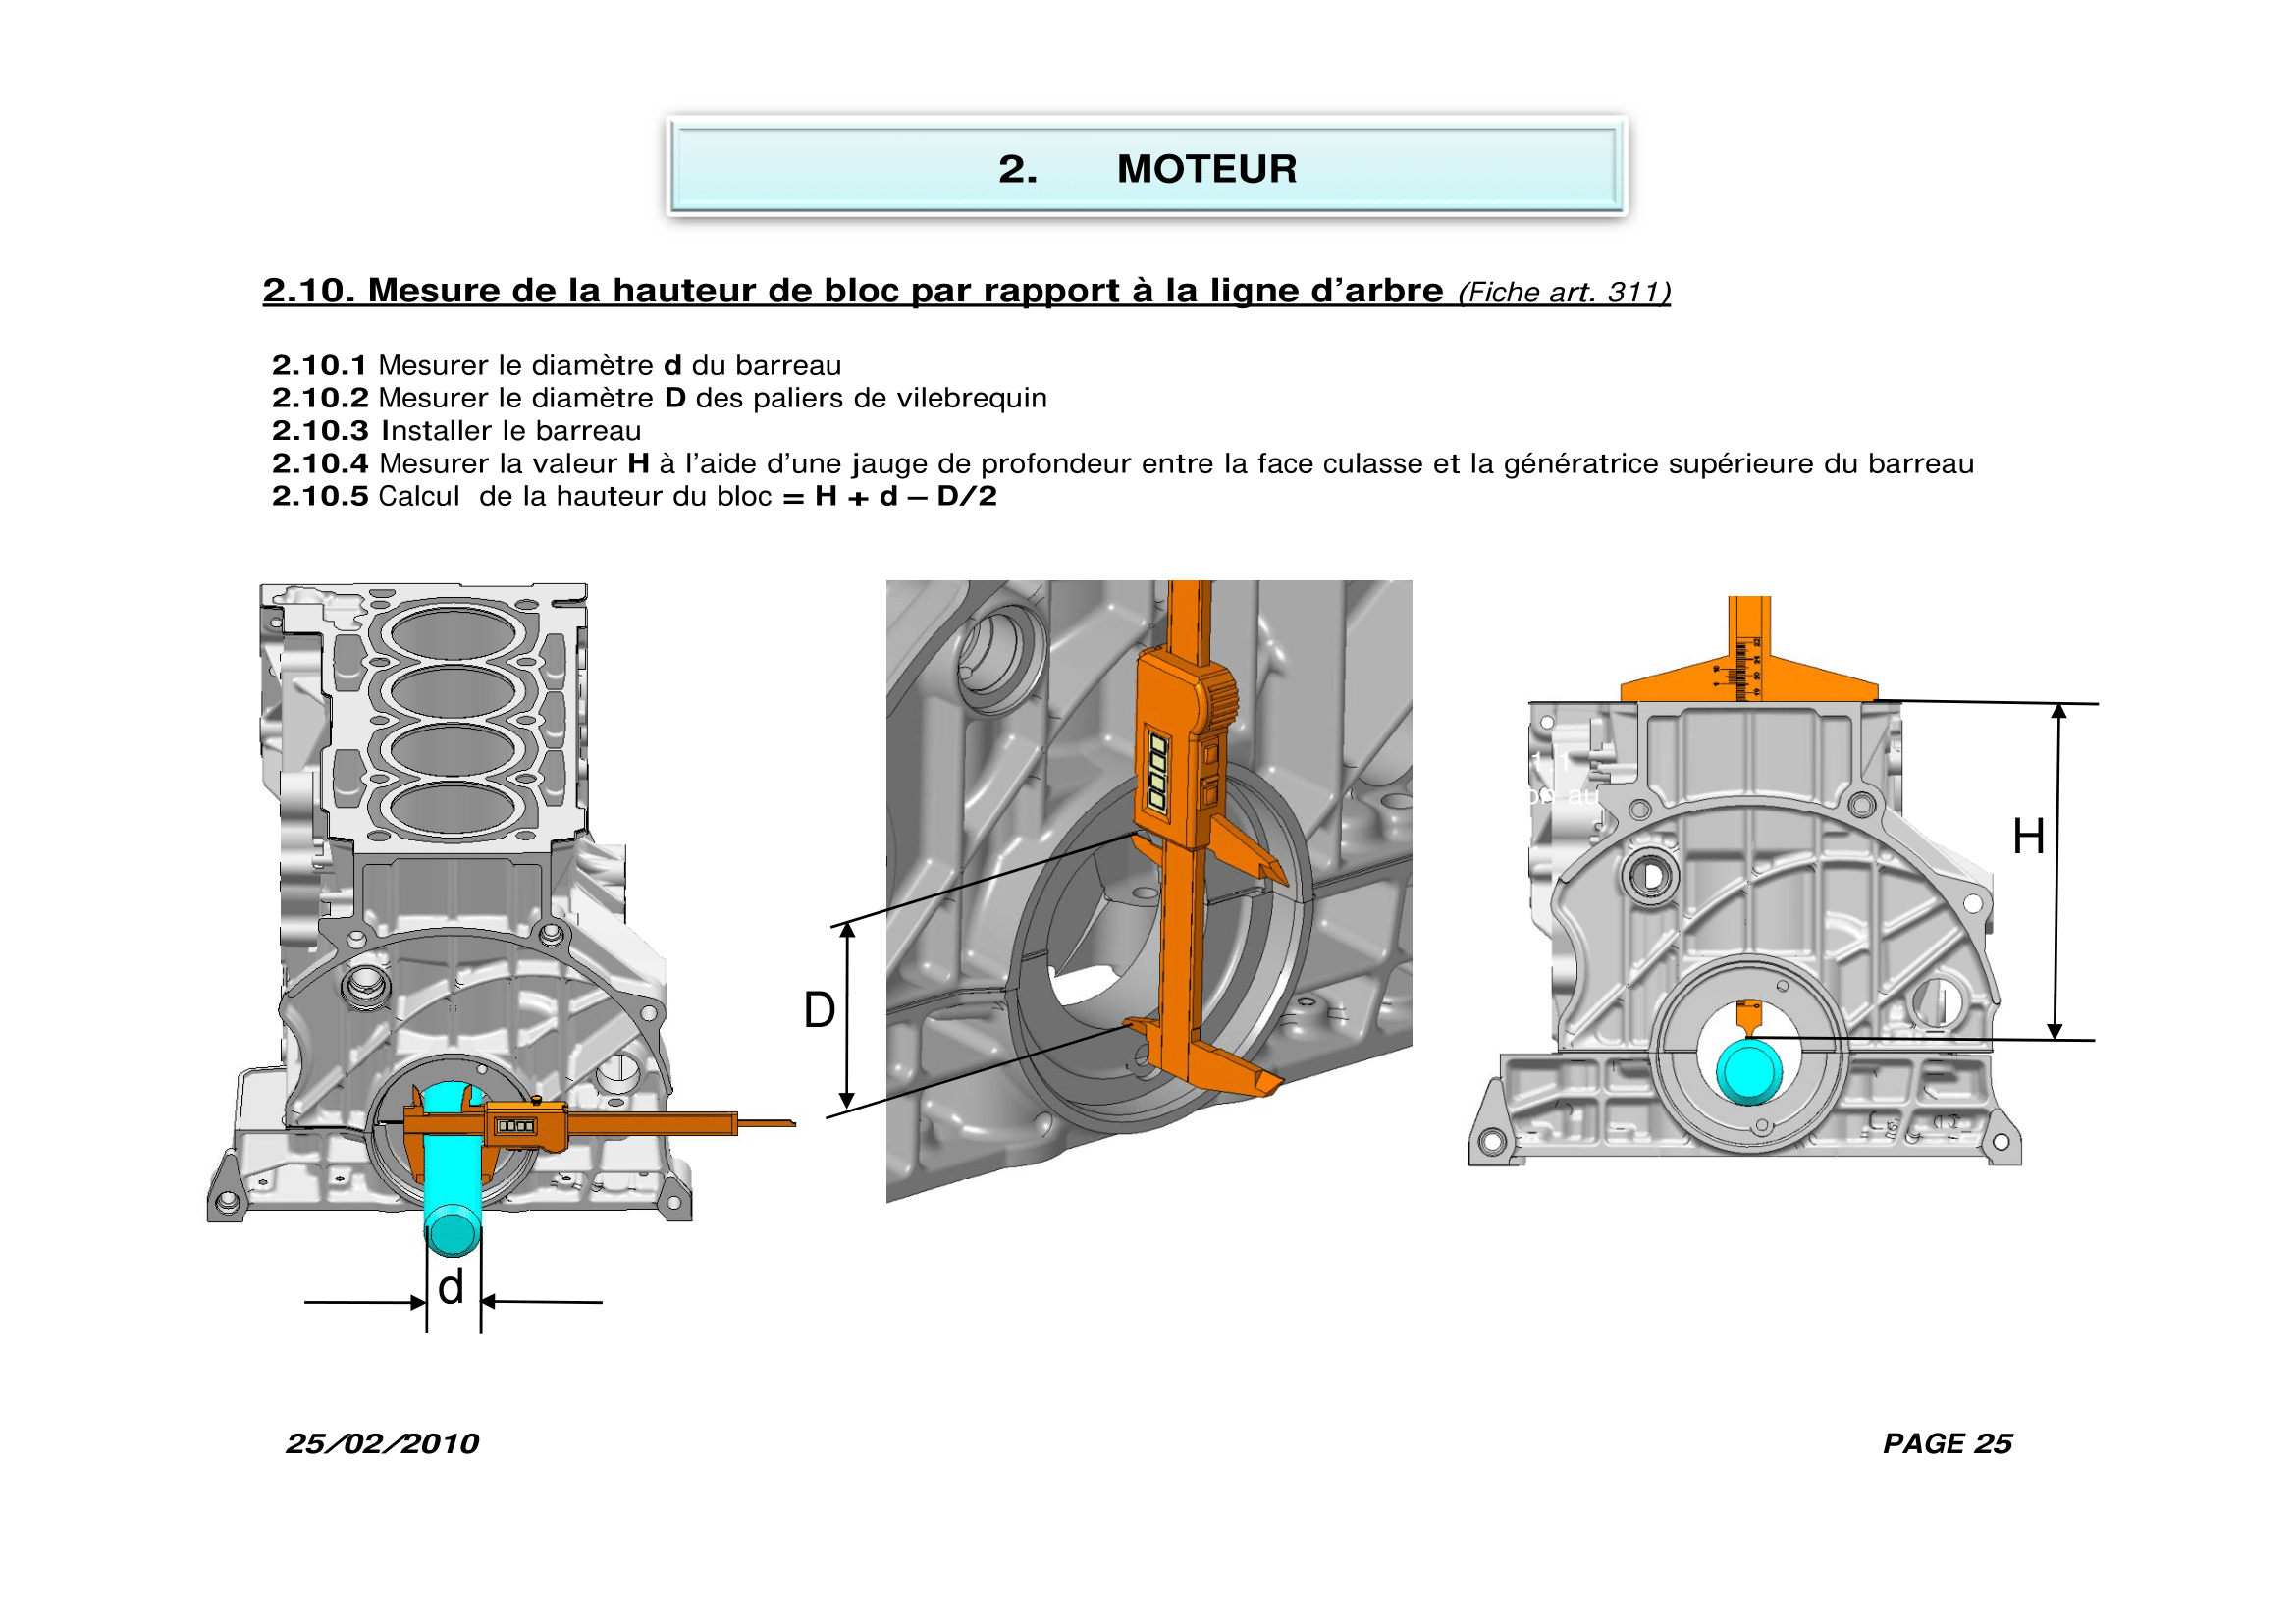 2. MOTEUR
2.10. Mesure de la hauteur de bloc par rapport à la ligne d’arbre (Fiche art. 311)
2.10.1 Mesurer le diamètre d du barreau
2.10.2 Mesurer le diamètre D des paliers de vilebrequin
2.10.3 Installer le barreau
2.10.4 Mesurer la valeur H à l’aide d’une jauge de profondeur entre la face culasse et la génératrice supérieure du barreau
2.10.5 Calcul de la hauteur du bloc = H + d – D/2
D
H
d
25/02/2010
PAGE 25